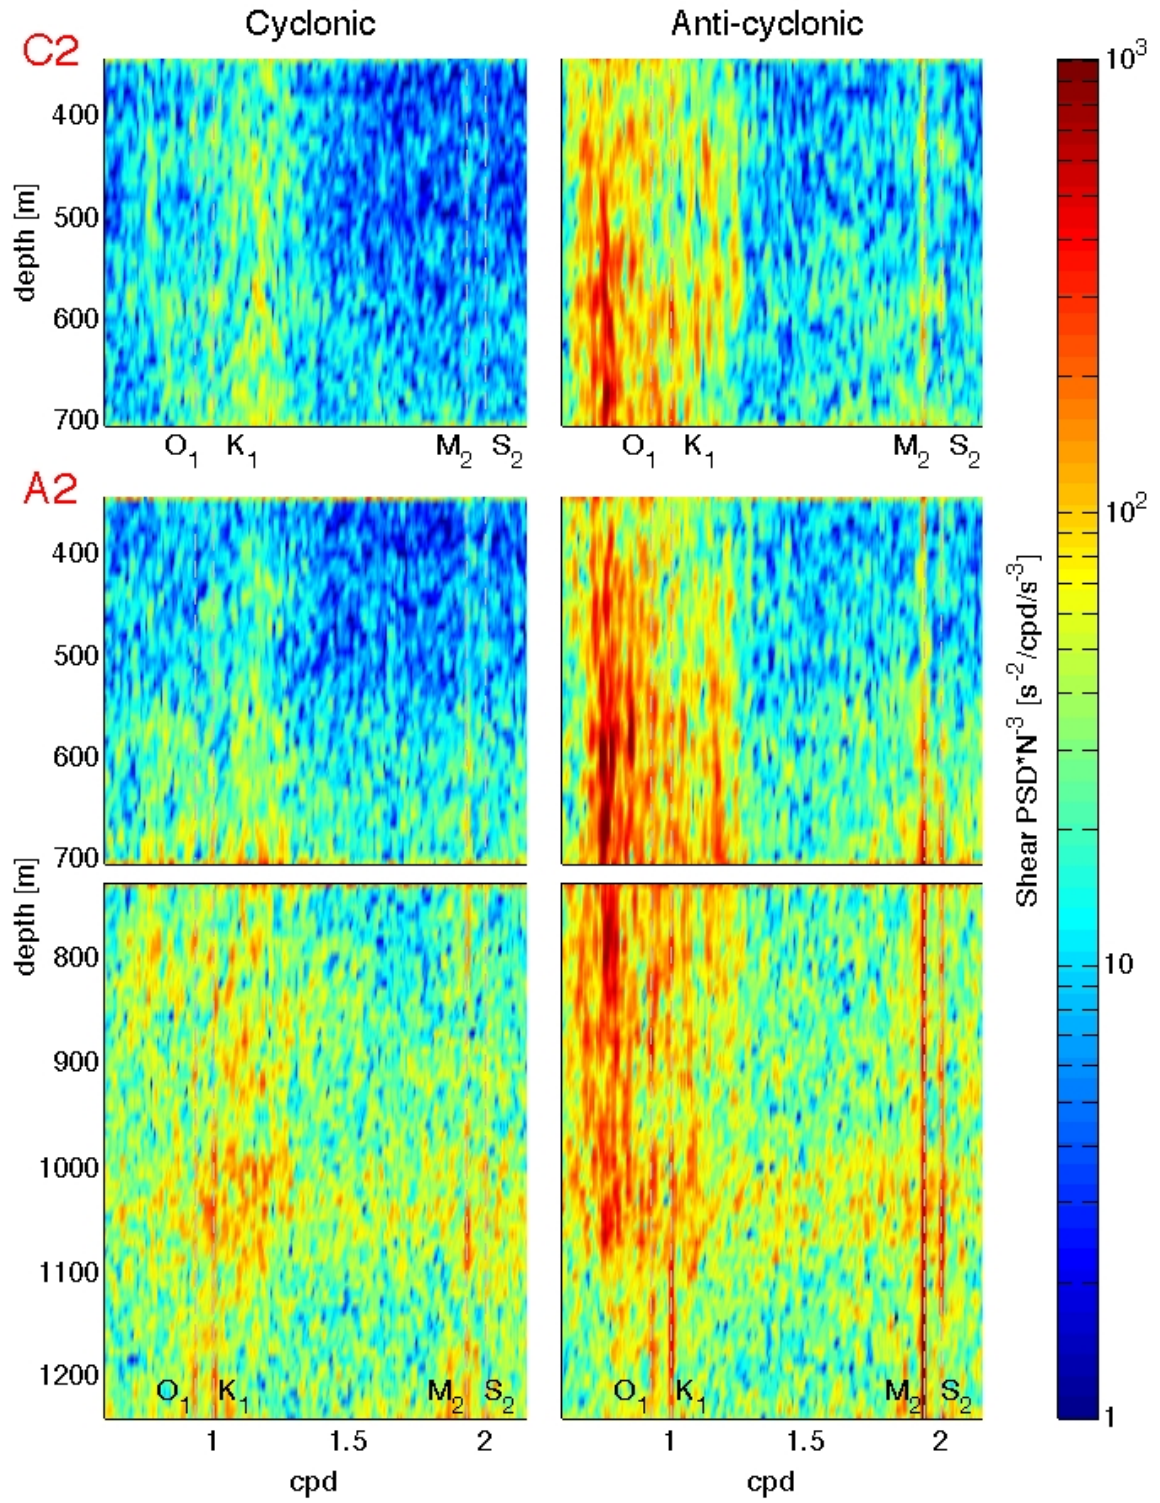 Cyclonic Anti-cyclonic
C2
10³
400
500
600
700
depth [m]
O₁ K₁ M₂ S₂ O₁ K₁ M₂ S₂
A2
10²
400
500
600
700
depth [m]
Shear PSD*N⁻³ [s⁻²/cpd/s⁻³]
800
900
1000
1100
1200
10
O₁ K₁ M₂ S₂ O₁ K₁ M₂ S₂
1
1 1.5 2 1 1.5 2
cpd cpd